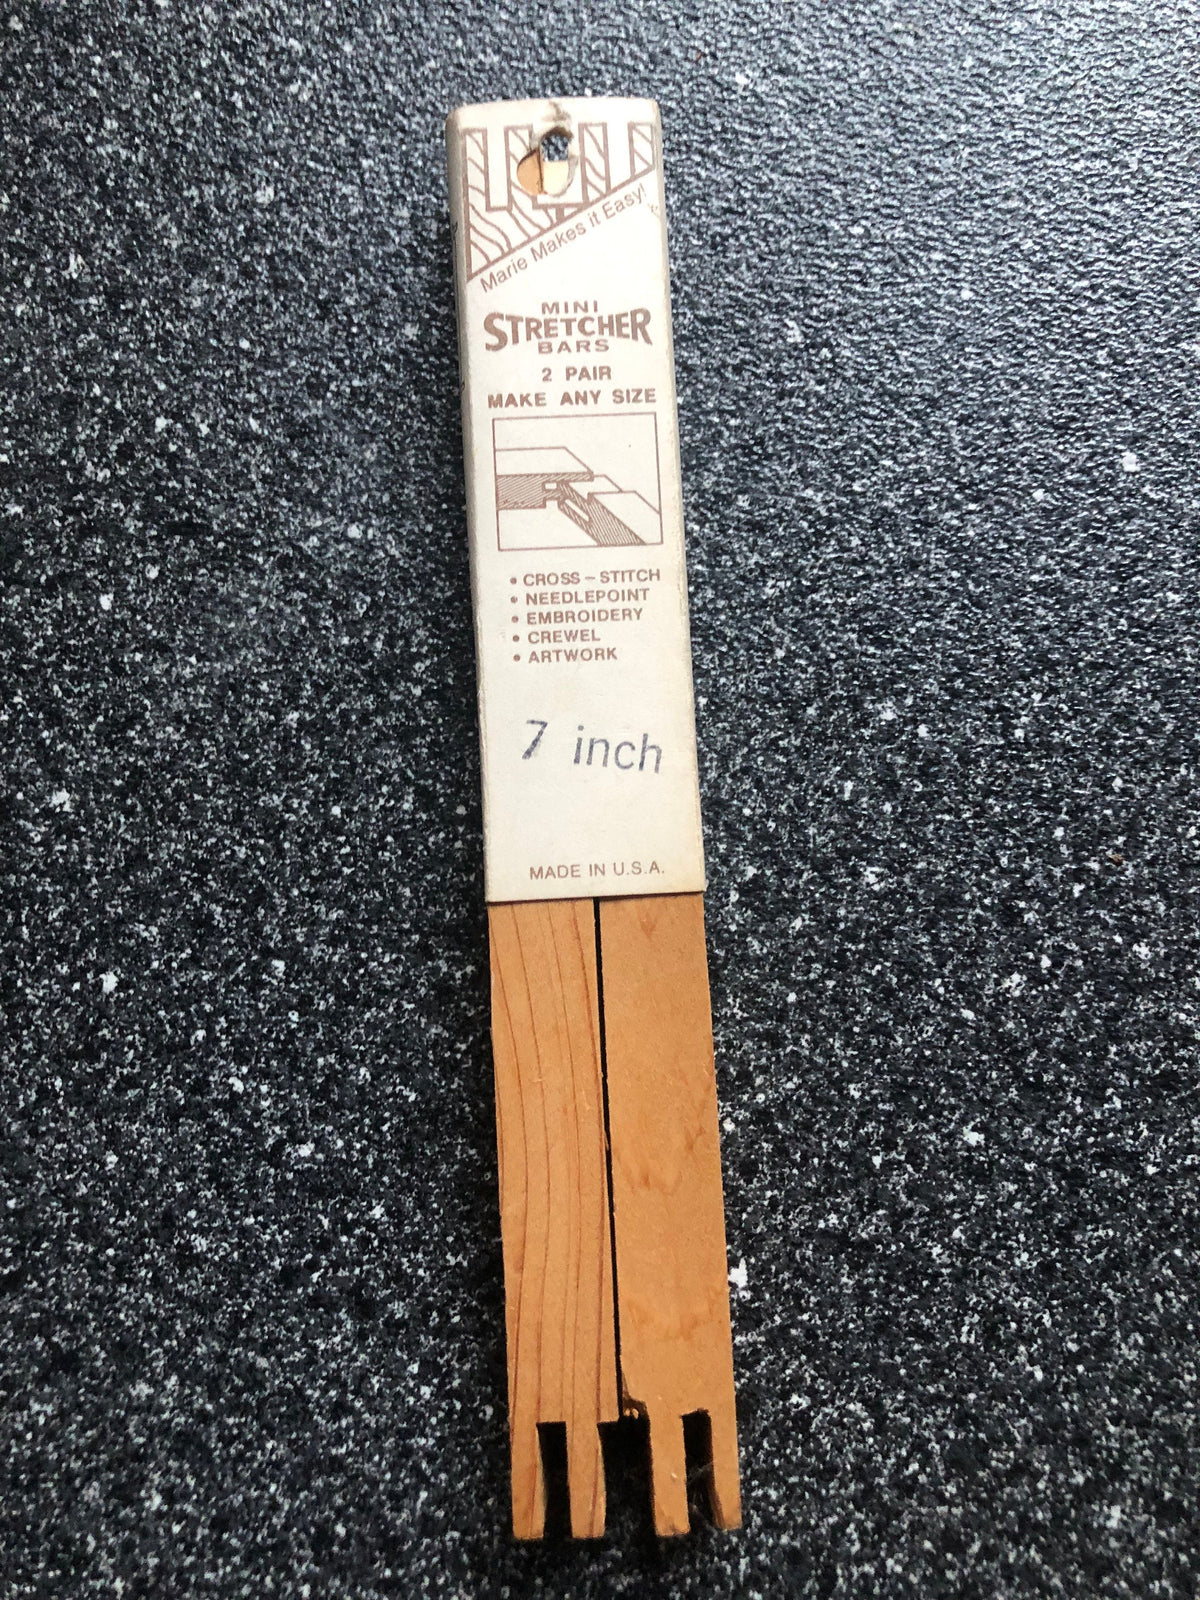 Marie Makes it Easy!
MINI
STRETCHER
BARS
2 PAIR
MAKE ANY SIZE
• CROSS – STITCH
• NEEDLEPOINT
• EMBROIDERY
• CREWEL
• ARTWORK
7 inch
MADE IN U.S.A.